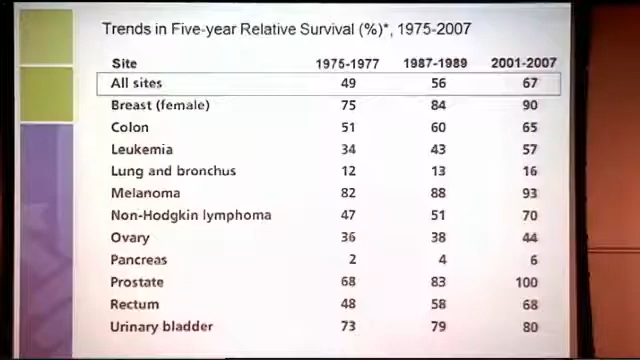 Trends in Five-year Relative Survival (%)*, 1975-2007
Site 1975-1977 1987-1989 2001-2007
All sites 49 56 67
Breast (female) 75 84 90
Colon 51 60 65
Leukemia 34 43 57
Lung and bronchus 12 13 16
Melanoma 82 88 93
Non-Hodgkin lymphoma 47 51 70
Ovary 36 38 44
Pancreas 2 4 6
Prostate 68 83 100
Rectum 48 58 68
Urinary bladder 73 79 80